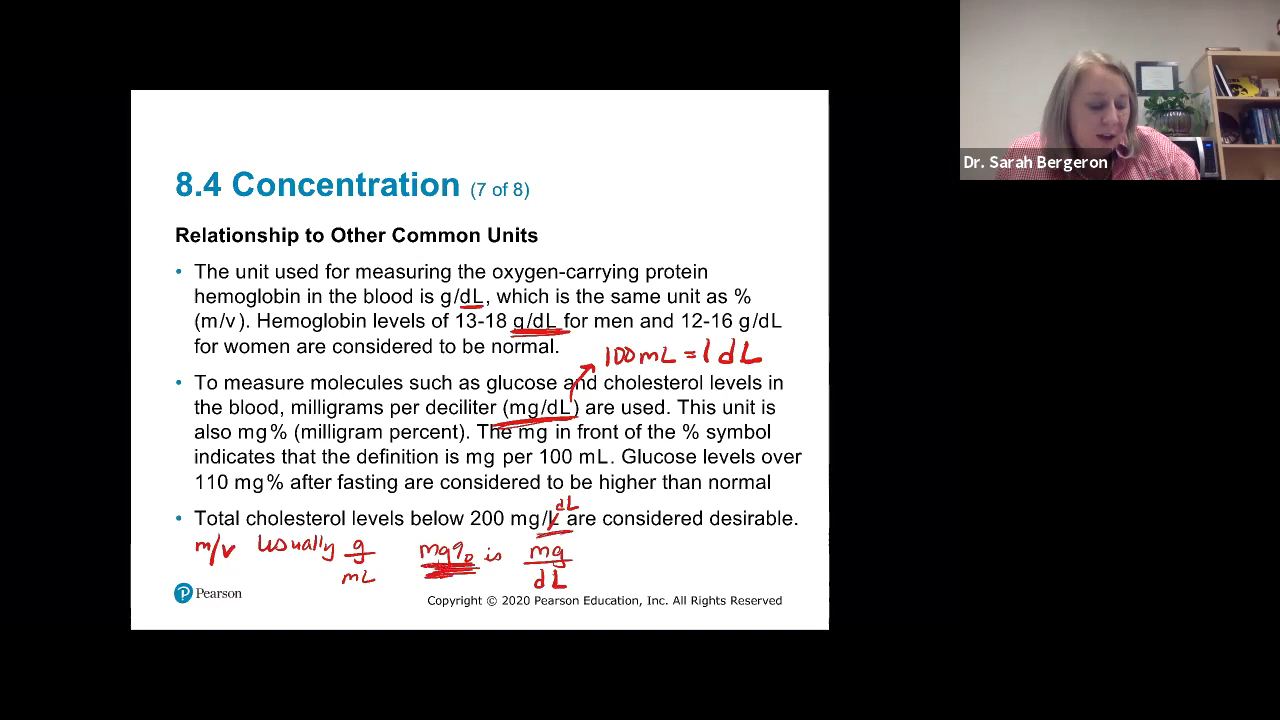 Dr. Sarah Bergeron
8.4 Concentration (7 of 8)
Relationship to Other Common Units
• The unit used for measuring the oxygen-carrying protein
hemoglobin in the blood is g/dL, which is the same unit as %
(m/v). Hemoglobin levels of 13-18 g/dL for men and 12-16 g/dL
for women are considered to be normal.
100 mL = 1 dL
• To measure molecules such as glucose and cholesterol levels in
the blood, milligrams per deciliter (mg/dL) are used. This unit is
also mg% (milligram percent). The mg in front of the % symbol
indicates that the definition is mg per 100 mL. Glucose levels over
110 mg% after fasting are considered to be higher than normal
dL
• Total cholesterol levels below 200 mg/L are considered desirable.
m/v Usually g/mL mg% is mg/dL
Pearson
Copyright © 2020 Pearson Education, Inc. All Rights Reserved